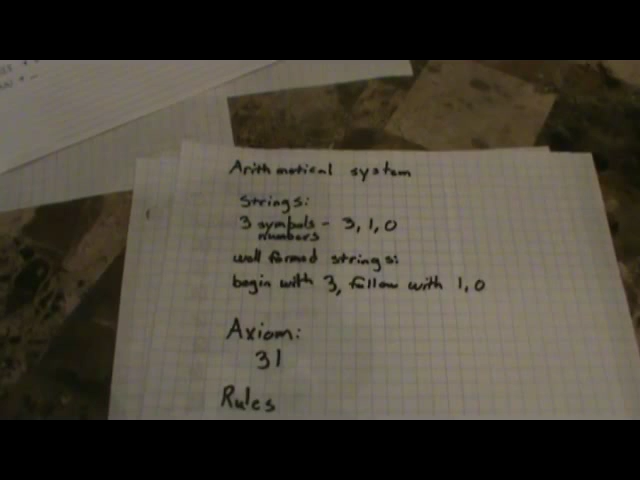 Arithmetical system
Strings:
3 symbols - 3, 1, 0
numbers
well formed strings:
begin with 3, follow with 1, 0
Axiom:
31
Rules